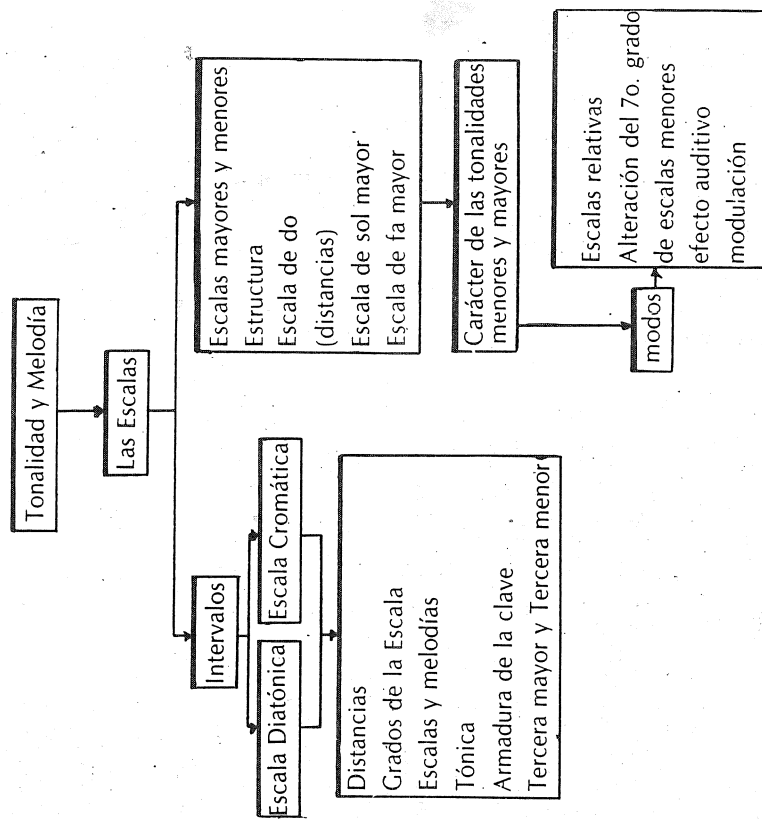 Tonalidad y Melodía
Las Escalas
Intervalos
Escala Diatónica
Escala Cromática
Distancias
Grados de la Escala
Escalas y melodías
Tónica
Armadura de la clave
Tercera mayor y Tercera menor
Escalas mayores y menores
Estructura
Escala de do
(distancias)
Escala de sol mayor
Escala de fa mayor
Carácter de las tonalidades
menores y mayores
modos
Escalas relativas
Alteración del 7o. grado
de escalas menores
efecto auditivo
modulación